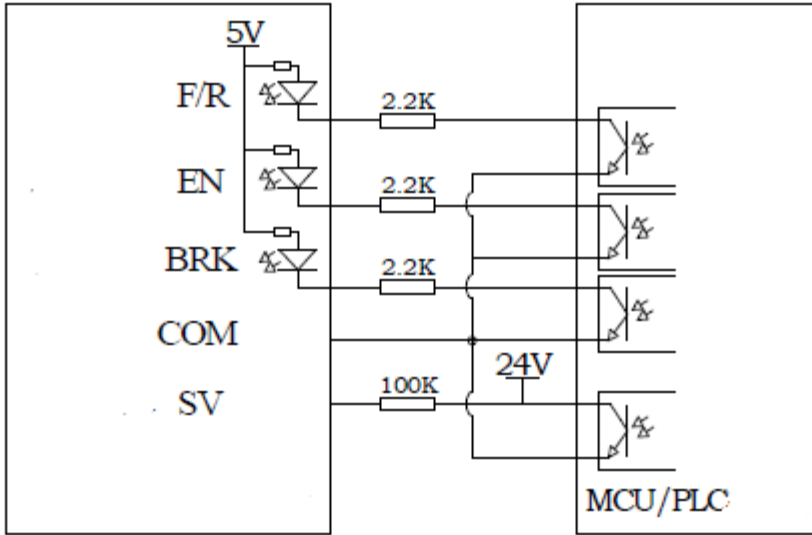 5V
F/R
2.2K
EN
2.2K
BRK
2.2K
COM
24V
SV
100K
MCU/PLC